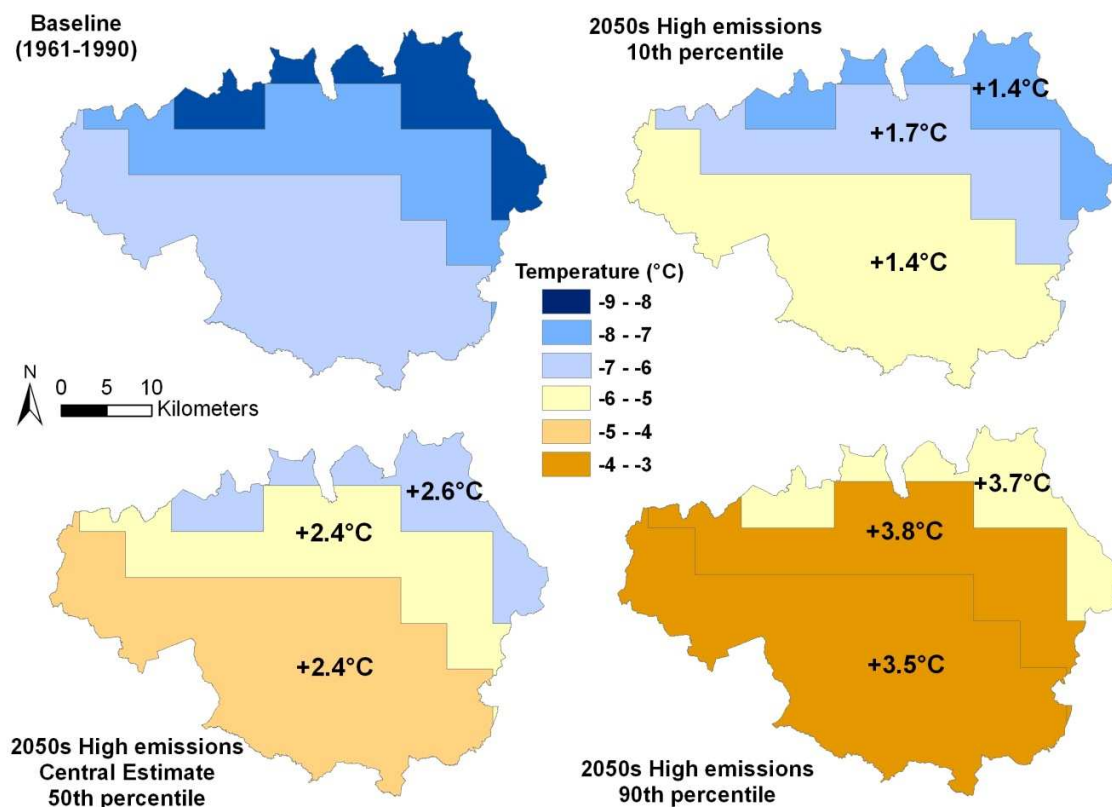 Baseline
(1961-1990)
2050s High emissions
10th percentile
+1.4°C
+1.7°C
+1.4°C
Temperature (°C)
-9 - -8
-8 - -7
-7 - -6
-6 - -5
-5 - -4
-4 - -3
N
0 5 10
Kilometers
+2.6°C
+2.4°C
+2.4°C
2050s High emissions
Central Estimate
50th percentile
+3.7°C
+3.8°C
+3.5°C
2050s High emissions
90th percentile